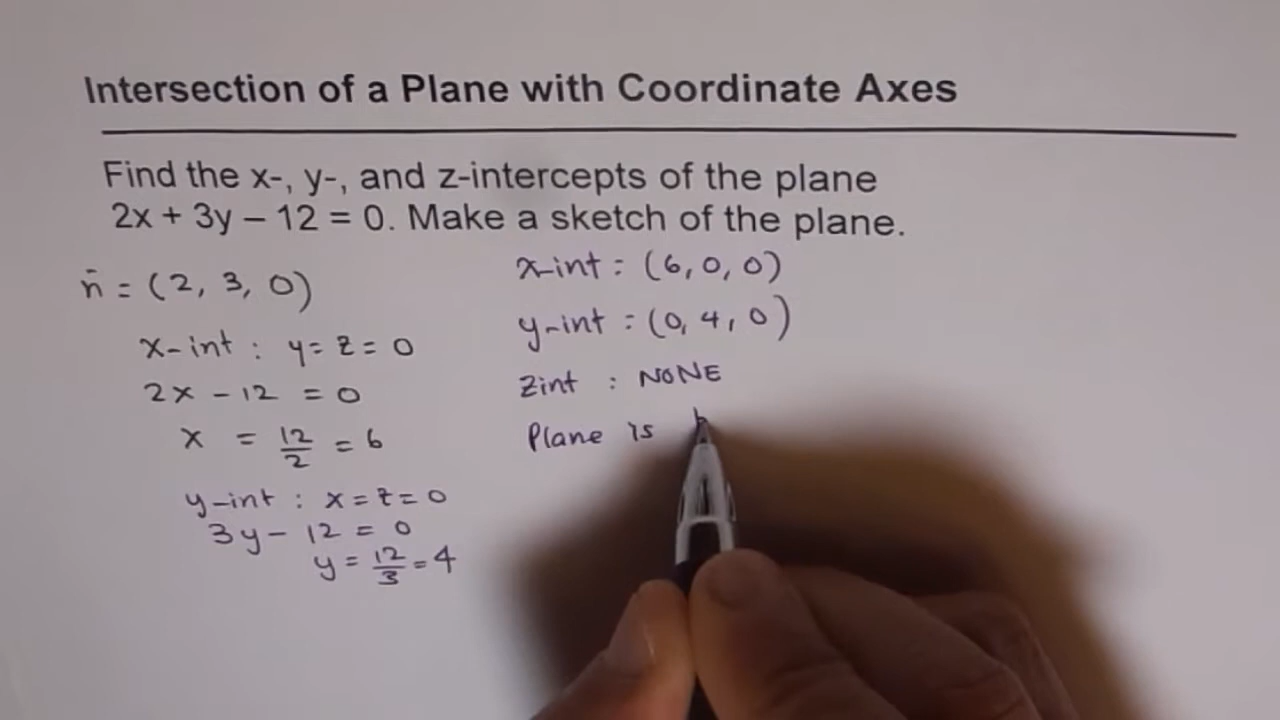 Intersection of a Plane with Coordinate Axes
Find the x-, y-, and z-intercepts of the plane
2x + 3y – 12 = 0. Make a sketch of the plane.
n̄ = (2, 3, 0)
x-int : y = z = 0
2x - 12 = 0
x = 12/2 = 6
y-int : x = z = 0
3y - 12 = 0
y = 12/3 = 4
x-int : (6, 0, 0)
y-int : (0, 4, 0)
Zint : NONE
Plane is